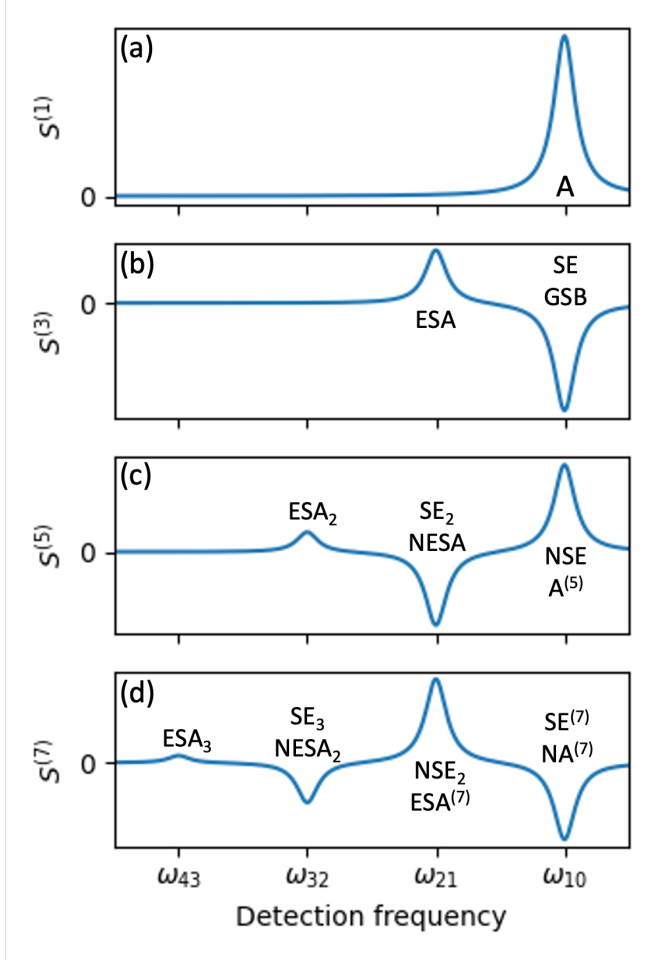 (a)
S(1)
0
A
(b)
SE
GSB
0
S(3)
ESA
(c)
ESA₂
SE₂
NESA
0
S(5)
NSE
A(5)
(d)
ESA₃
SE₃
NESA₂
SE(7)
NA(7)
0
S(7)
NSE₂
ESA(7)
ω₄₃ ω₃₂ ω₂₁ ω₁₀
Detection frequency